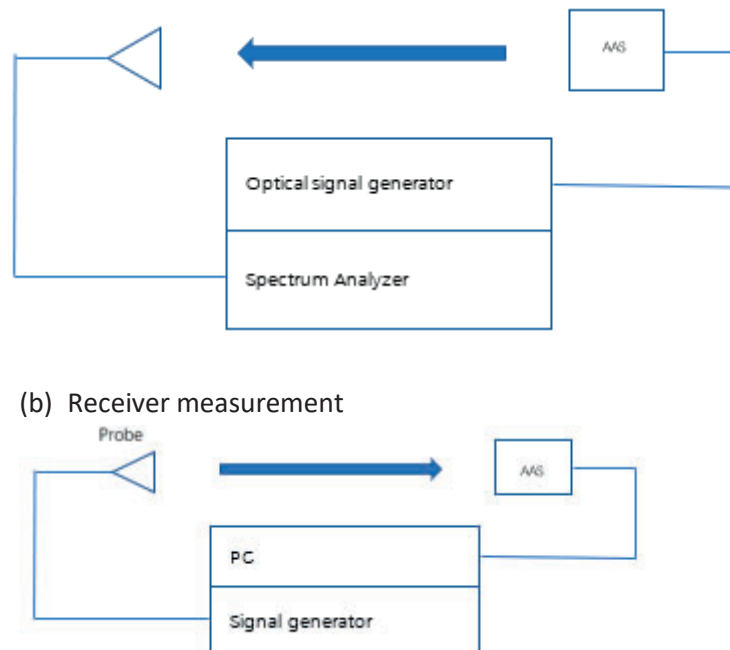 AAS
Optical signal generator
Spectrum Analyzer
(b) Receiver measurement
Probe
AAS
PC
Signal generator